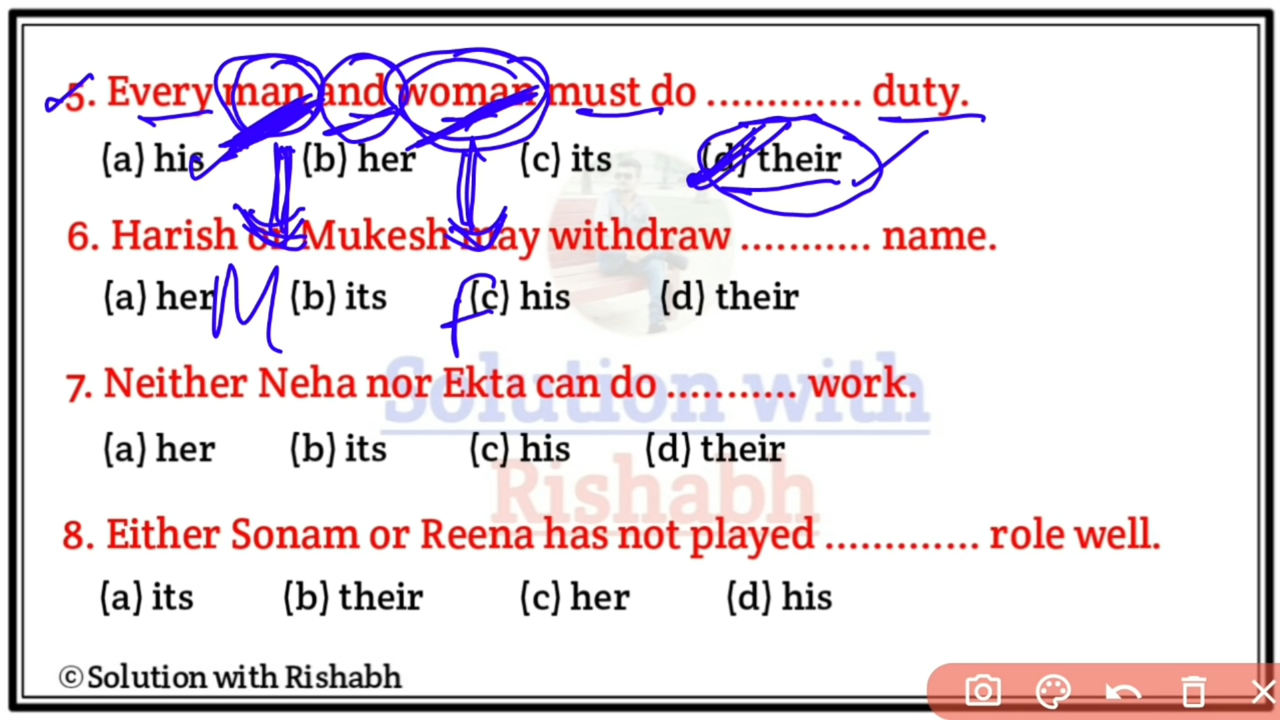 5. Every man and woman must do ............. duty.
(a) his (b) her (c) its (d) their
6. Harish or Mukesh may withdraw ........... name.
(a) her (b) its (c) his (d) their
M f
Solution with
Rishabh
7. Neither Neha nor Ekta can do ........... work.
(a) her (b) its (c) his (d) their
8. Either Sonam or Reena has not played ............. role well.
(a) its (b) their (c) her (d) his
©Solution with Rishabh